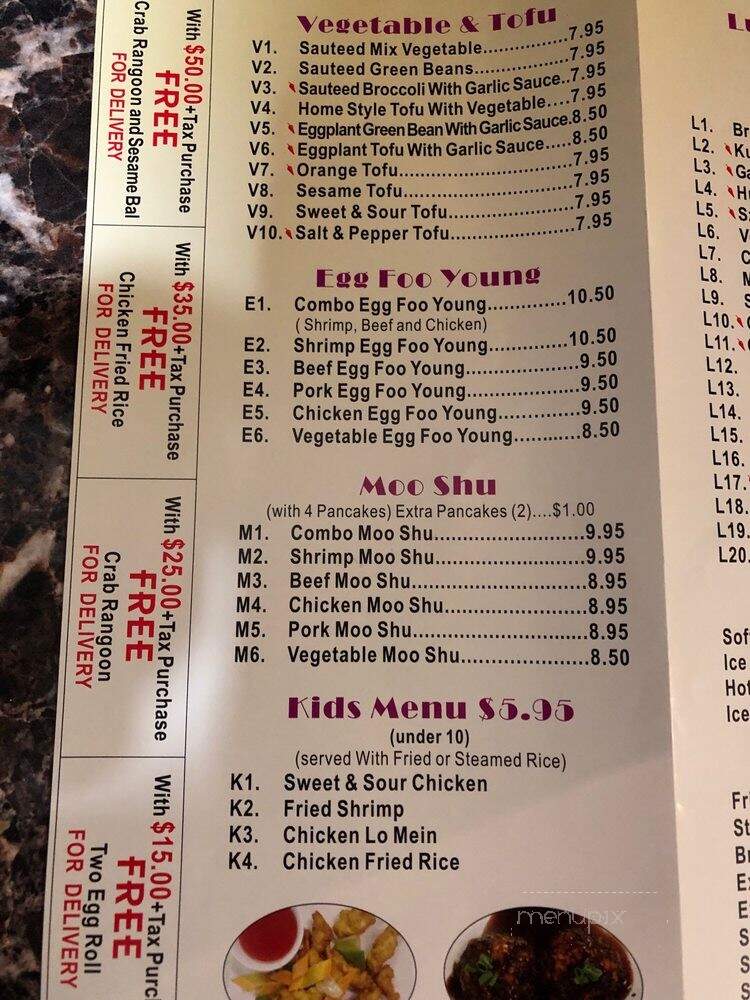 With $50.00+Tax Purchase
FREE
Crab Rangoon and Sesame Bal
FOR DELIVERY
With $35.00+Tax Purchase
FREE
Chicken Fried Rice
FOR DELIVERY
With $25.00+Tax Purchase
FREE
Crab Rangoon
FOR DELIVERY
With $15.00+Tax Purc
FREE
Two Egg Roll
FOR DELIVERY
Vegetable & Tofu
V1. Sauteed Mix Vegetable...............7.95
V2. Sauteed Green Beans.................7.95
V3. Sauteed Broccoli With Garlic Sauce..7.95
V4. Home Style Tofu With Vegetable....7.95
V5. Eggplant Green Bean With Garlic Sauce.8.50
V6. Eggplant Tofu With Garlic Sauce.....8.50
V7. Orange Tofu..............................7.95
V8. Sesame Tofu.............................7.95
V9. Sweet & Sour Tofu......................7.95
V10. Salt & Pepper Tofu......................7.95
Egg Foo Young
E1. Combo Egg Foo Young.............10.50
( Shrimp, Beef and Chicken)
E2. Shrimp Egg Foo Young.............10.50
E3. Beef Egg Foo Young..................9.50
E4. Pork Egg Foo Young..................9.50
E5. Chicken Egg Foo Young.............9.50
E6. Vegetable Egg Foo Young...........8.50
Moo Shu
(with 4 Pancakes) Extra Pancakes (2)....$1.00
M1. Combo Moo Shu........................9.95
M2. Shrimp Moo Shu........................9.95
M3. Beef Moo Shu............................8.95
M4. Chicken Moo Shu.......................8.95
M5. Pork Moo Shu............................8.95
M6. Vegetable Moo Shu....................8.50
Kids Menu $5.95
(under 10)
(served With Fried or Steamed Rice)
K1. Sweet & Sour Chicken
K2. Fried Shrimp
K3. Chicken Lo Mein
K4. Chicken Fried Rice
menupix
L1.
L2.
L3.
L4.
L5.
L6.
L7.
L8.
L9.
L10.
L11.
L12.
L13.
L14.
L15.
L16.
L17.
L18.
L19.
L20.
Ice
Hot
Ice